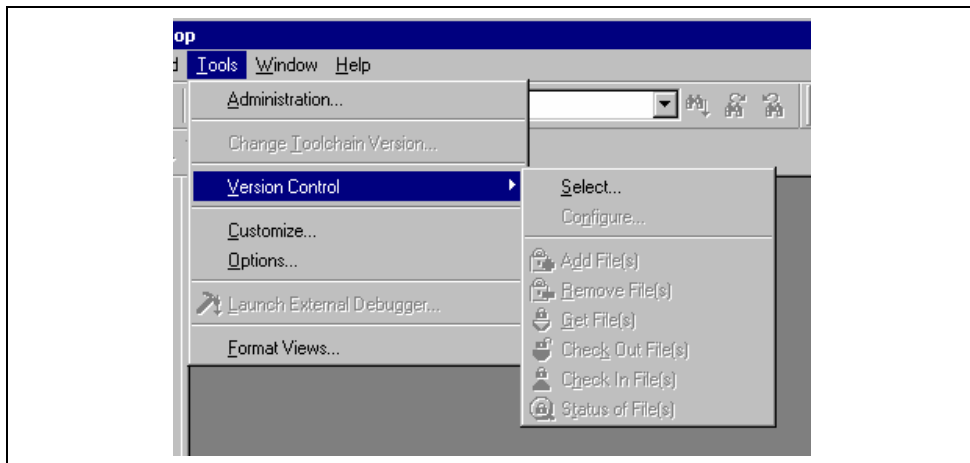 op
d Tools Window Help
Administration...
Change Toolchain Version...
Version Control
Customize...
Options...
Launch External Debugger...
Format Views...
Select...
Configure...
Add File(s)
Remove File(s)
Get File(s)
Check Out File(s)
Check In File(s)
Status of File(s)